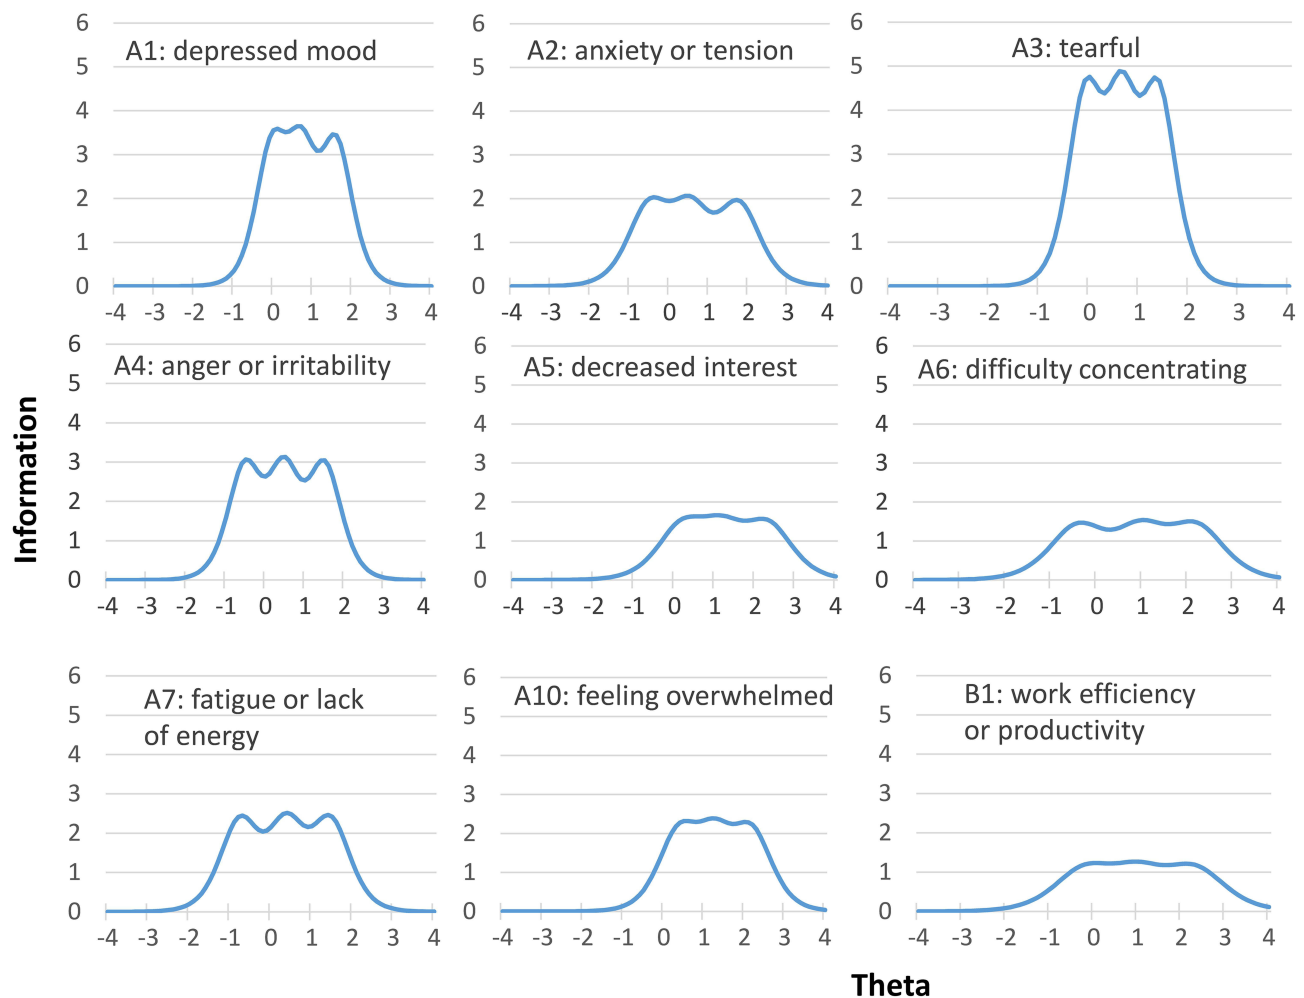 6
5
4
3
2
1
0
A1: depressed mood
-4 -3 -2 -1 0 1 2 3 4
6
5
4
3
2
1
0
A2: anxiety or tension
-4 -3 -2 -1 0 1 2 3 4
6
5
4
3
2
1
0
A3: tearful
-4 -3 -2 -1 0 1 2 3 4
Information
6
5
4
3
2
1
0
A4: anger or irritability
-4 -3 -2 -1 0 1 2 3 4
6
5
4
3
2
1
0
A5: decreased interest
-4 -3 -2 -1 0 1 2 3 4
6
5
4
3
2
1
0
A6: difficulty concentrating
-4 -3 -2 -1 0 1 2 3 4
6
5
4
3
2
1
0
A7: fatigue or lack
of energy
-4 -3 -2 -1 0 1 2 3 4
6
5
4
3
2
1
0
A10: feeling overwhelmed
-4 -3 -2 -1 0 1 2 3 4
6
5
4
3
2
1
0
B1: work efficiency
or productivity
-4 -3 -2 -1 0 1 2 3 4
Theta